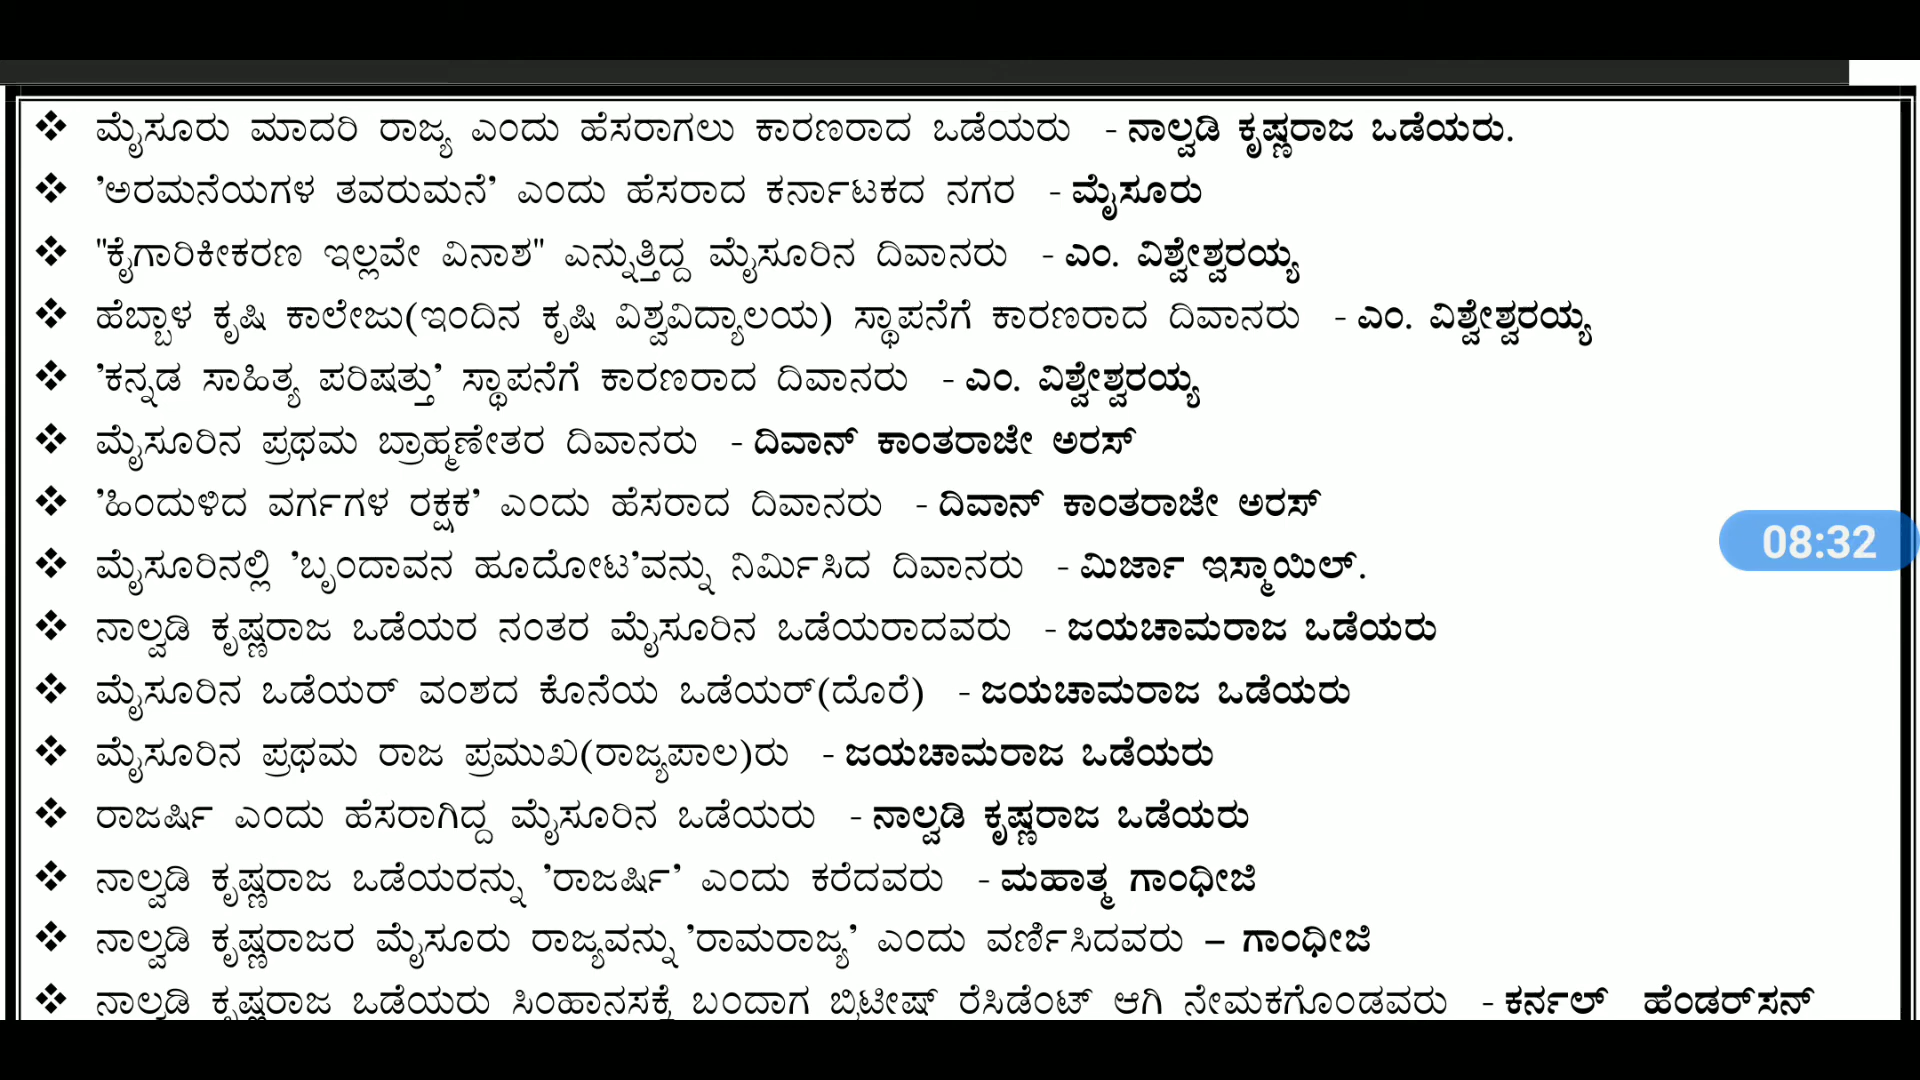 ❖ ಮೈಸೂರು ಮಾದರಿ ರಾಜ್ಯ ಎಂದು ಹೆಸರಾಗಲು ಕಾರಣರಾದ ಒಡೆಯರು - ನಾಲ್ವಡಿ ಕೃಷ್ಣರಾಜ ಒಡೆಯರು.
❖ 'ಅರಮನೆಯಗಳ ತವರುಮನೆ' ಎಂದು ಹೆಸರಾದ ಕರ್ನಾಟಕದ ನಗರ - ಮೈಸೂರು
❖ "ಕೈಗಾರಿಕೀಕರಣ ಇಲ್ಲವೇ ವಿನಾಶ" ಎನ್ನುತ್ತಿದ್ದ ಮೈಸೂರಿನ ದಿವಾನರು - ಎಂ. ವಿಶ್ವೇಶ್ವರಯ್ಯ
❖ ಹೆಬ್ಬಾಳ ಕೃಷಿ ಕಾಲೇಜು(ಇಂದಿನ ಕೃಷಿ ವಿಶ್ವವಿದ್ಯಾಲಯ) ಸ್ಥಾಪನೆಗೆ ಕಾರಣರಾದ ದಿವಾನರು - ಎಂ. ವಿಶ್ವೇಶ್ವರಯ್ಯ
❖ 'ಕನ್ನಡ ಸಾಹಿತ್ಯ ಪರಿಷತ್ತು' ಸ್ಥಾಪನೆಗೆ ಕಾರಣರಾದ ದಿವಾನರು - ಎಂ. ವಿಶ್ವೇಶ್ವರಯ್ಯ
❖ ಮೈಸೂರಿನ ಪ್ರಥಮ ಬ್ರಾಹ್ಮಣೇತರ ದಿವಾನರು - ದಿವಾನ್ ಕಾಂತರಾಜೇ ಅರಸ್
❖ 'ಹಿಂದುಳಿದ ವರ್ಗಗಳ ರಕ್ಷಕ' ಎಂದು ಹೆಸರಾದ ದಿವಾನರು - ದಿವಾನ್ ಕಾಂತರಾಜೇ ಅರಸ್
08:32
❖ ಮೈಸೂರಿನಲ್ಲಿ 'ಬೃಂದಾವನ ಹೂದೋಟ'ವನ್ನು ನಿರ್ಮಿಸಿದ ದಿವಾನರು - ಮಿರ್ಜಾ ಇಸ್ಮಾಯಿಲ್.
❖ ನಾಲ್ವಡಿ ಕೃಷ್ಣರಾಜ ಒಡೆಯರ ನಂತರ ಮೈಸೂರಿನ ಒಡೆಯರಾದವರು - ಜಯಚಾಮರಾಜ ಒಡೆಯರು
❖ ಮೈಸೂರಿನ ಒಡೆಯರ್ ವಂಶದ ಕೊನೆಯ ಒಡೆಯರ್(ದೊರೆ) - ಜಯಚಾಮರಾಜ ಒಡೆಯರು
❖ ಮೈಸೂರಿನ ಪ್ರಥಮ ರಾಜ ಪ್ರಮುಖ(ರಾಜ್ಯಪಾಲ)ರು - ಜಯಚಾಮರಾಜ ಒಡೆಯರು
❖ ರಾಜರ್ಷಿ ಎಂದು ಹೆಸರಾಗಿದ್ದ ಮೈಸೂರಿನ ಒಡೆಯರು - ನಾಲ್ವಡಿ ಕೃಷ್ಣರಾಜ ಒಡೆಯರು
❖ ನಾಲ್ವಡಿ ಕೃಷ್ಣರಾಜ ಒಡೆಯರನ್ನು 'ರಾಜರ್ಷಿ' ಎಂದು ಕರೆದವರು - ಮಹಾತ್ಮ ಗಾಂಧೀಜಿ
❖ ನಾಲ್ವಡಿ ಕೃಷ್ಣರಾಜರ ಮೈಸೂರು ರಾಜ್ಯವನ್ನು 'ರಾಮರಾಜ್ಯ' ಎಂದು ವರ್ಣಿಸಿದವರು – ಗಾಂಧೀಜಿ
❖ ನಾಲ್ವಡಿ ಕೃಷ್ಣರಾಜ ಒಡೆಯರು ಸಿಂಹಾನಸಕ್ಕೆ ಬಂದಾಗ ಬ್ರಿಟೀಷ್ ರೆಸಿಡೆಂಟ್ ಆಗಿ ನೇಮಕಗೊಂಡವರು - ಕರ್ನಲ್ ಹೆಂಡರ್‌ಸನ್